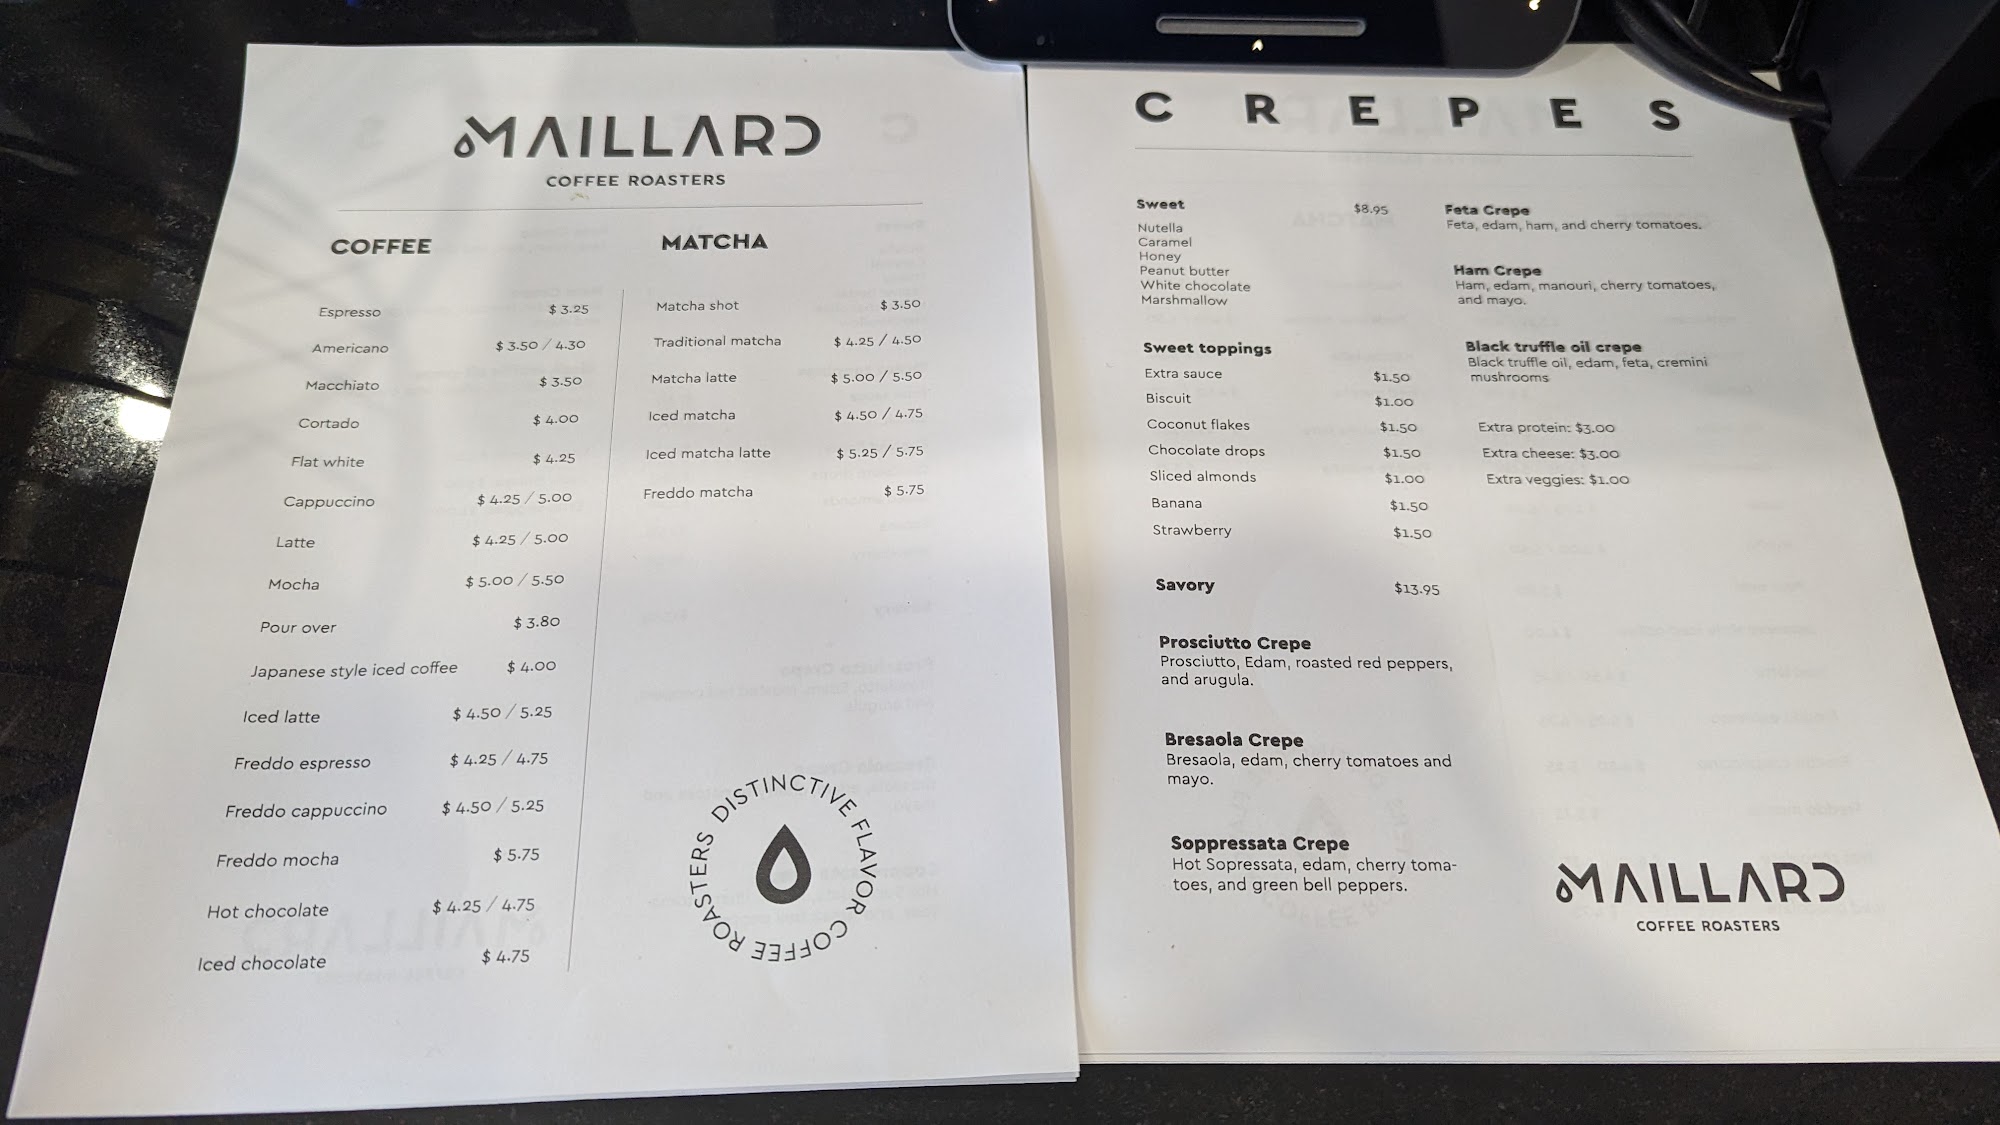 MAILLARD
COFFEE ROASTERS
COFFEE
Espresso $ 3.25
Americano $ 3.50 / 4.30
Macchiato $ 3.50
Cortado $ 4.00
Flat white $ 4.25
Cappuccino $ 4.25 / 5.00
Latte $ 4.25 / 5.00
Mocha $ 5.00 / 5.50
Pour over $ 3.80
Japanese style iced coffee $ 4.00
Iced latte $ 4.50 / 5.25
Freddo espresso $ 4.25 / 4.75
Freddo cappuccino $ 4.50 / 5.25
Freddo mocha $ 5.75
Hot chocolate $ 4.25 / 4.75
Iced chocolate $ 4.75
MATCHA
Matcha shot $ 3.50
Traditional matcha $ 4.25 / 4.50
Matcha latte $ 5.00 / 5.50
Iced matcha $ 4.50 / 4.75
Iced matcha latte $ 5.25 / 5.75
Freddo matcha $ 5.75
DISTINCTIVE FLAVOR COFFEE ROASTERS
CREPES
Sweet $8.95
Nutella
Caramel
Honey
Peanut butter
White chocolate
Marshmallow
Sweet toppings
Extra sauce $1.50
Biscuit $1.00
Coconut flakes $1.50
Chocolate drops $1.50
Sliced almonds $1.00
Banana $1.50
Strawberry $1.50
Savory $13.95
Prosciutto Crepe
Prosciutto, Edam, roasted red peppers,
and arugula.
Bresaola Crepe
Bresaola, edam, cherry tomatoes and
mayo.
Soppressata Crepe
Hot Sopressata, edam, cherry toma-
toes, and green bell peppers.
Feta Crepe
Feta, edam, ham, and cherry tomatoes.
Ham Crepe
Ham, edam, manouri, cherry tomatoes,
and mayo.
Black truffle oil crepe
Black truffle oil, edam, feta, cremini
mushrooms
Extra protein: $3.00
Extra cheese: $3.00
Extra veggies: $1.00
MAILLARD
COFFEE ROASTERS